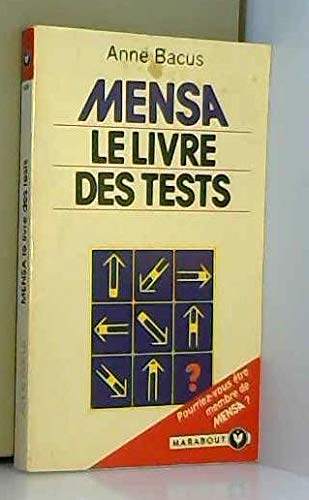 Anne Bacus
MENSA
LE LIVRE
DES TESTS
?
Pourriez-vous être
membre de
MENSA ?
MARABOUT
MENSA le livre des tests